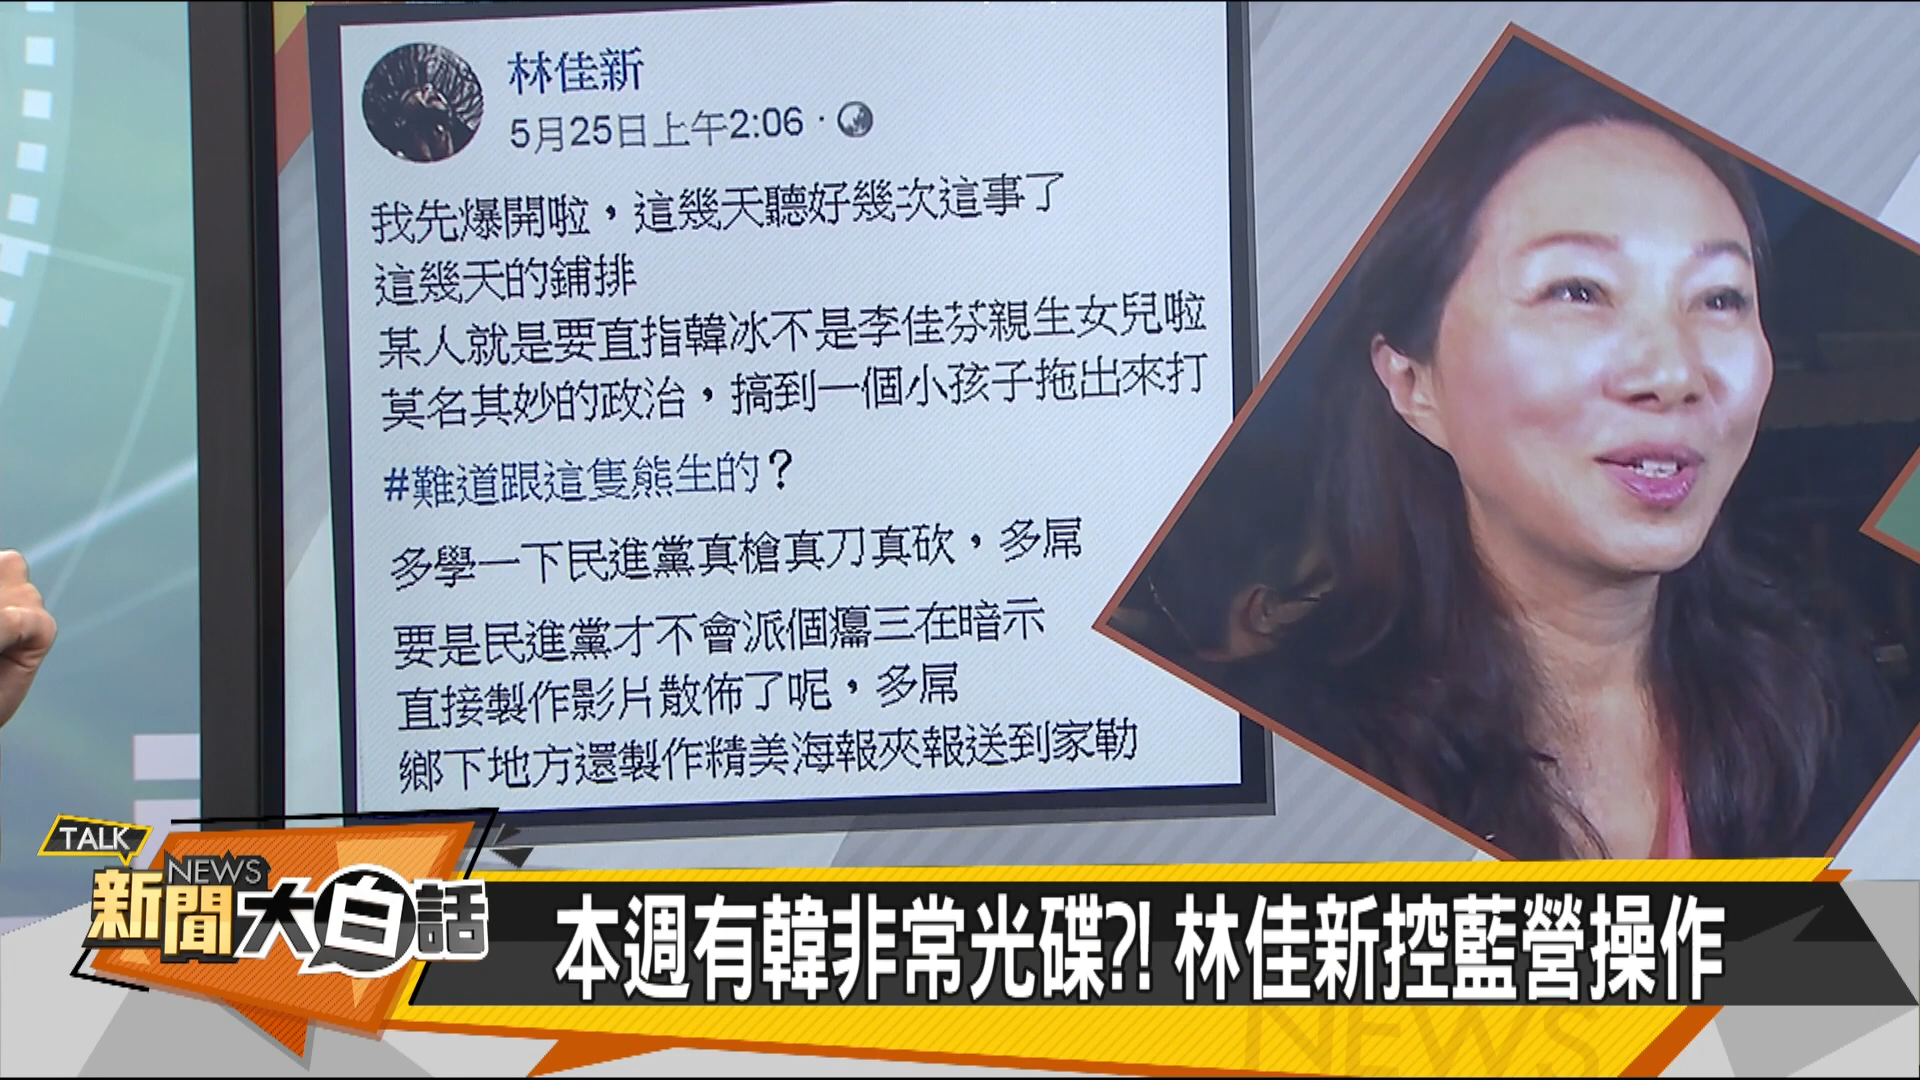 林佳新
5月25日上午2:06
我先爆開啦，這幾天聽好幾次這事了
這幾天的鋪排
某人就是要直指韓冰不是李佳芬親生女兒啦
莫名其妙的政治，搞到一個小孩子拖出來打
#難道跟這隻熊生的？
多學一下民進黨真槍真刀真砍，多屌
要是民進黨才不會派個癟三在暗示
直接製作影片散佈了呢，多屌
鄉下地方還製作精美海報夾報送到家勒
TALK
NEWS
新聞大白話
本週有韓非常光碟?! 林佳新控藍營操作
NEWS